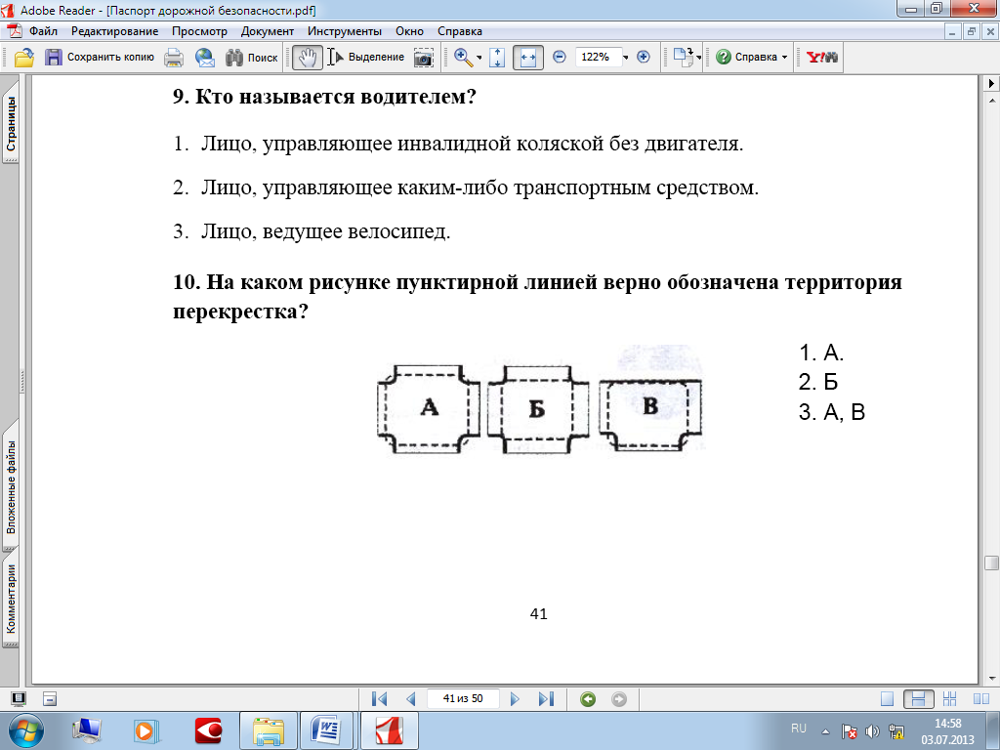 Adobe Reader - [Паспорт дорожной безопасности.pdf]
Файл Редактирование Просмотр Документ Инструменты Окно Справка
Сохранить копию Поиск Выделение 122% Справка Y!
Страницы
Вложенные файлы
Комментарии
9. Кто называется водителем?
1. Лицо, управляющее инвалидной коляской без двигателя.
2. Лицо, управляющее каким-либо транспортным средством.
3. Лицо, ведущее велосипед.
10. На каком рисунке пунктирной линией верно обозначена территория
перекрестка?
А Б В
1. А.
2. Б
3. А, В
41
41 из 50
RU 14:58
03.07.2013